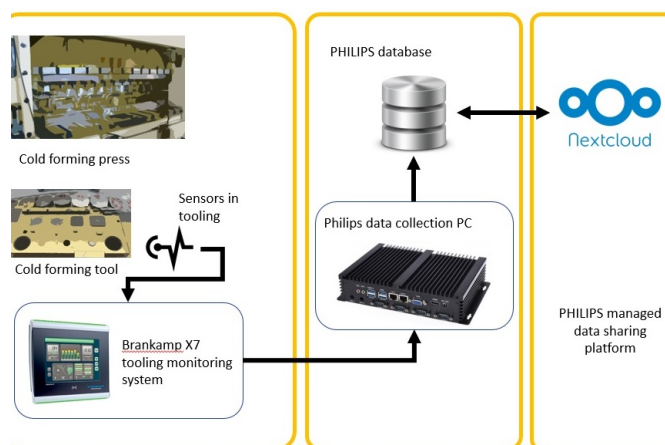 Cold forming press
Sensors in
tooling
Cold forming tool
Brankamp X7
tooling monitoring
system
PHILIPS database
Philips data collection PC
Nextcloud
PHILIPS managed
data sharing
platform